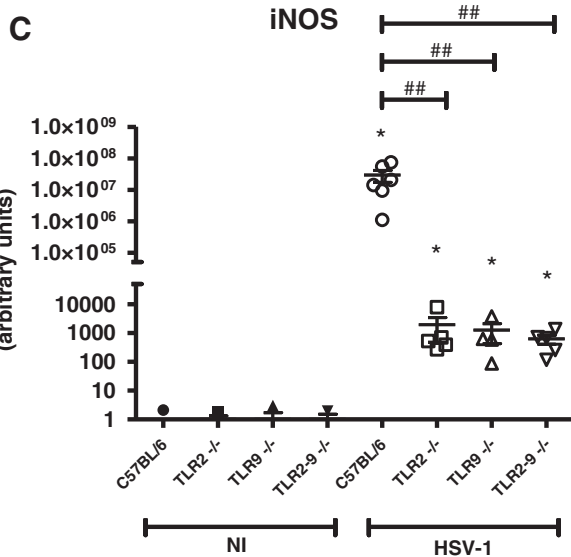 C
iNOS
##
##
##
*
1.0×10⁰⁹
1.0×10⁰⁸
1.0×10⁰⁷
1.0×10⁰⁶
1.0×10⁰⁵
*
*
*
10000
1000
100
10
1
(arbitrary units)
C57BL/6
TLR2 -/-
TLR9 -/-
TLR2-9 -/-
C57BL/6
TLR2 -/-
TLR9 -/-
TLR2-9 -/-
NI
HSV-1